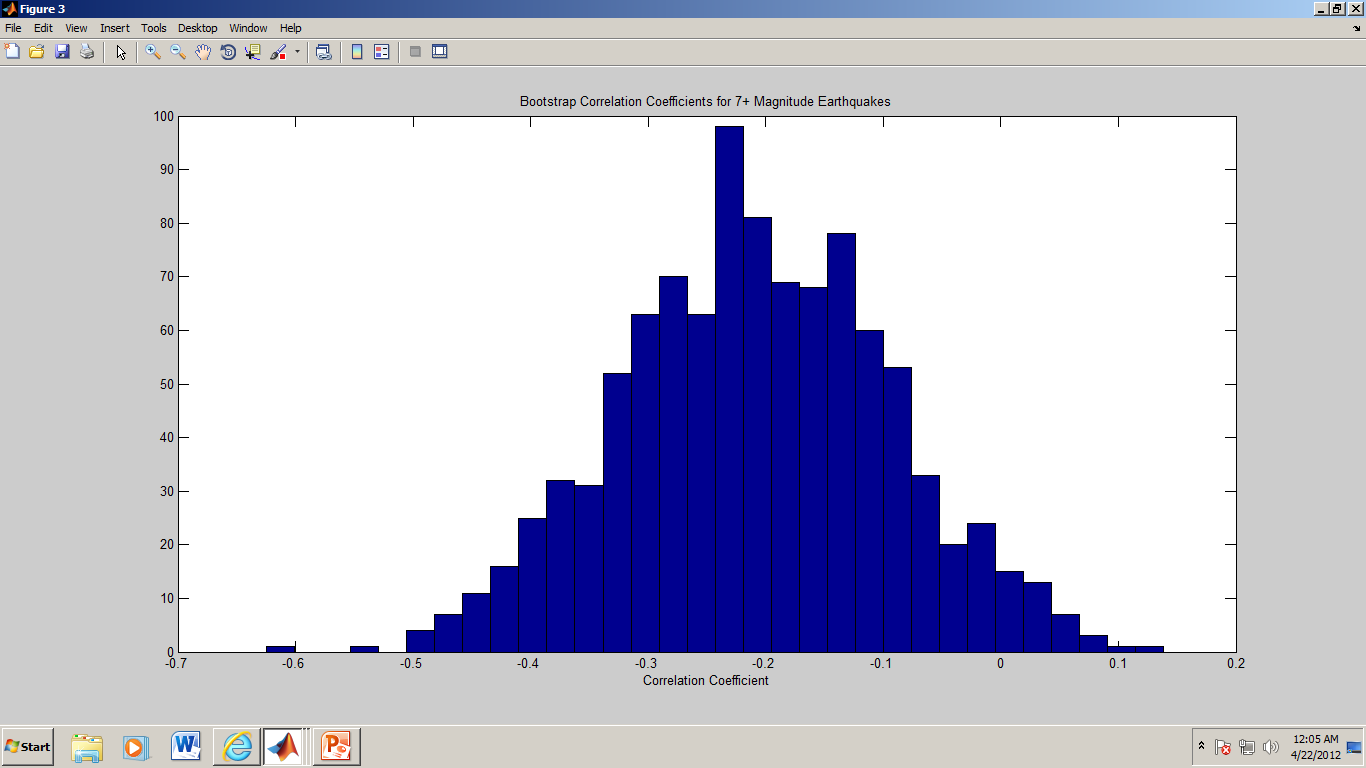 Figure 3
File Edit View Insert Tools Desktop Window Help
Bootstrap Correlation Coefficients for 7+ Magnitude Earthquakes
100
90
80
70
60
50
40
30
20
10
0
-0.7 -0.6 -0.5 -0.4 -0.3 -0.2 -0.1 0 0.1 0.2
Correlation Coefficient
Start
12:05 AM
4/22/2012